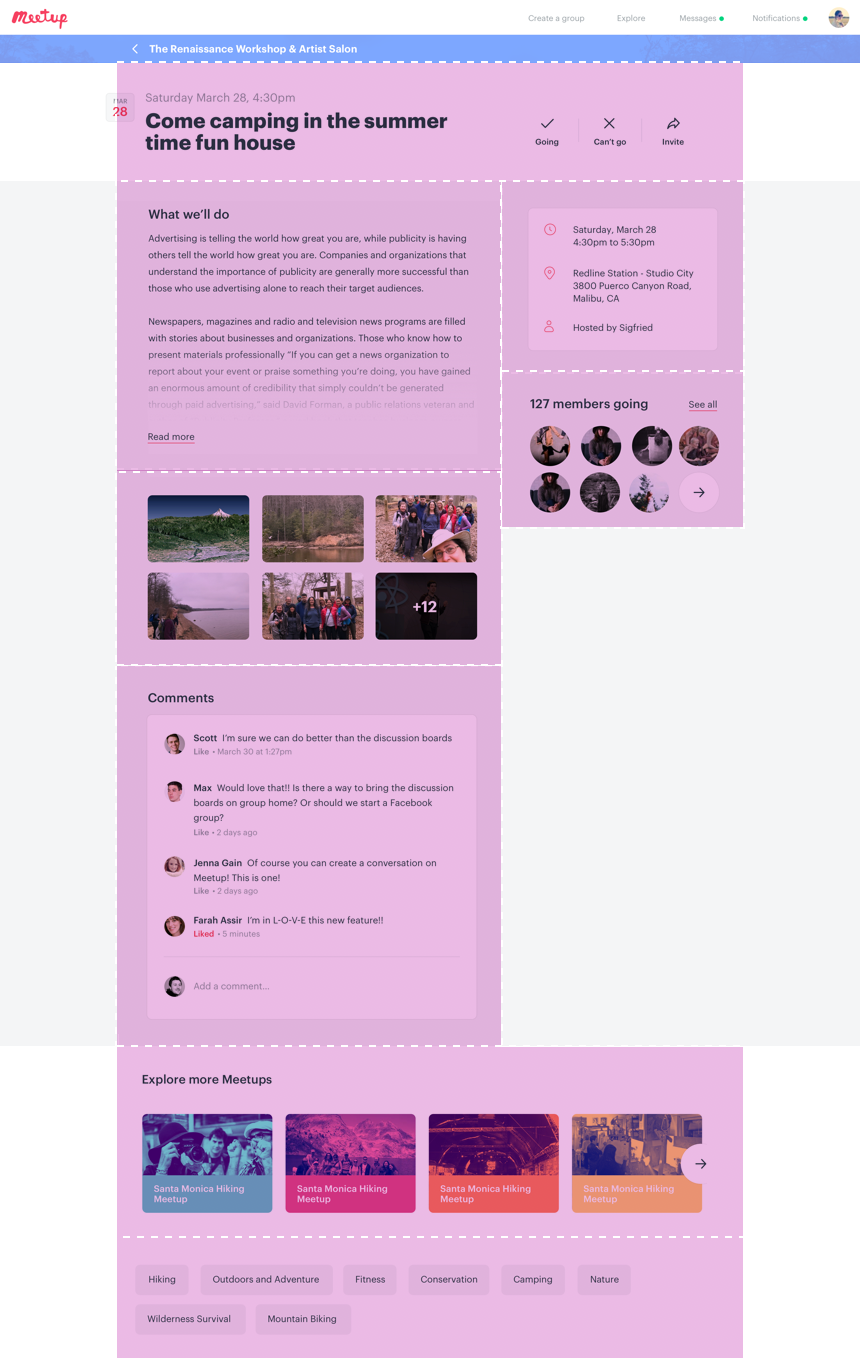 Meetup
Create a group
Explore
Messages
Notifications
The Renaissance Workshop & Artist Salon
MAR
28
Saturday March 28, 4:30pm
Come camping in the summer
time fun house
Going
Can't go
Invite
What we'll do
Advertising is telling the world how great you are, while publicity is having
others tell the world how great you are. Companies and organizations that
understand the importance of publicity are generally more successful than
those who use advertising alone to reach their target audiences.
Newspapers, magazines and radio and television news programs are filled
with stories about businesses and organizations. Those who know how to
present materials professionally "If you can get a news organization to
report about your event or praise something you're doing, you have gained
an enormous amount of credibility that simply couldn't be generated
through paid advertising," said David Forman, a public relations veteran and
Read more
Saturday, March 28
4:30pm to 5:30pm
Redline Station - Studio City
3800 Puerco Canyon Road,
Malibu, CA
Hosted by Sigfried
127 members going
See all
+12
Comments
Scott I'm sure we can do better than the discussion boards
Like • March 30 at 1:27pm
Max Would love that!! Is there a way to bring the discussion
boards on group home? Or should we start a Facebook
group?
Like • 2 days ago
Jenna Gain Of course you can create a conversation on
Meetup! This is one!
Like • 2 days ago
Farah Assir I'm in L-O-V-E this new feature!!
Liked • 5 minutes
Add a comment...
Explore more Meetups
Santa Monica Hiking
Meetup
Santa Monica Hiking
Meetup
Santa Monica Hiking
Meetup
Santa Monica Hiking
Meetup
Hiking
Outdoors and Adventure
Fitness
Conservation
Camping
Nature
Wilderness Survival
Mountain Biking